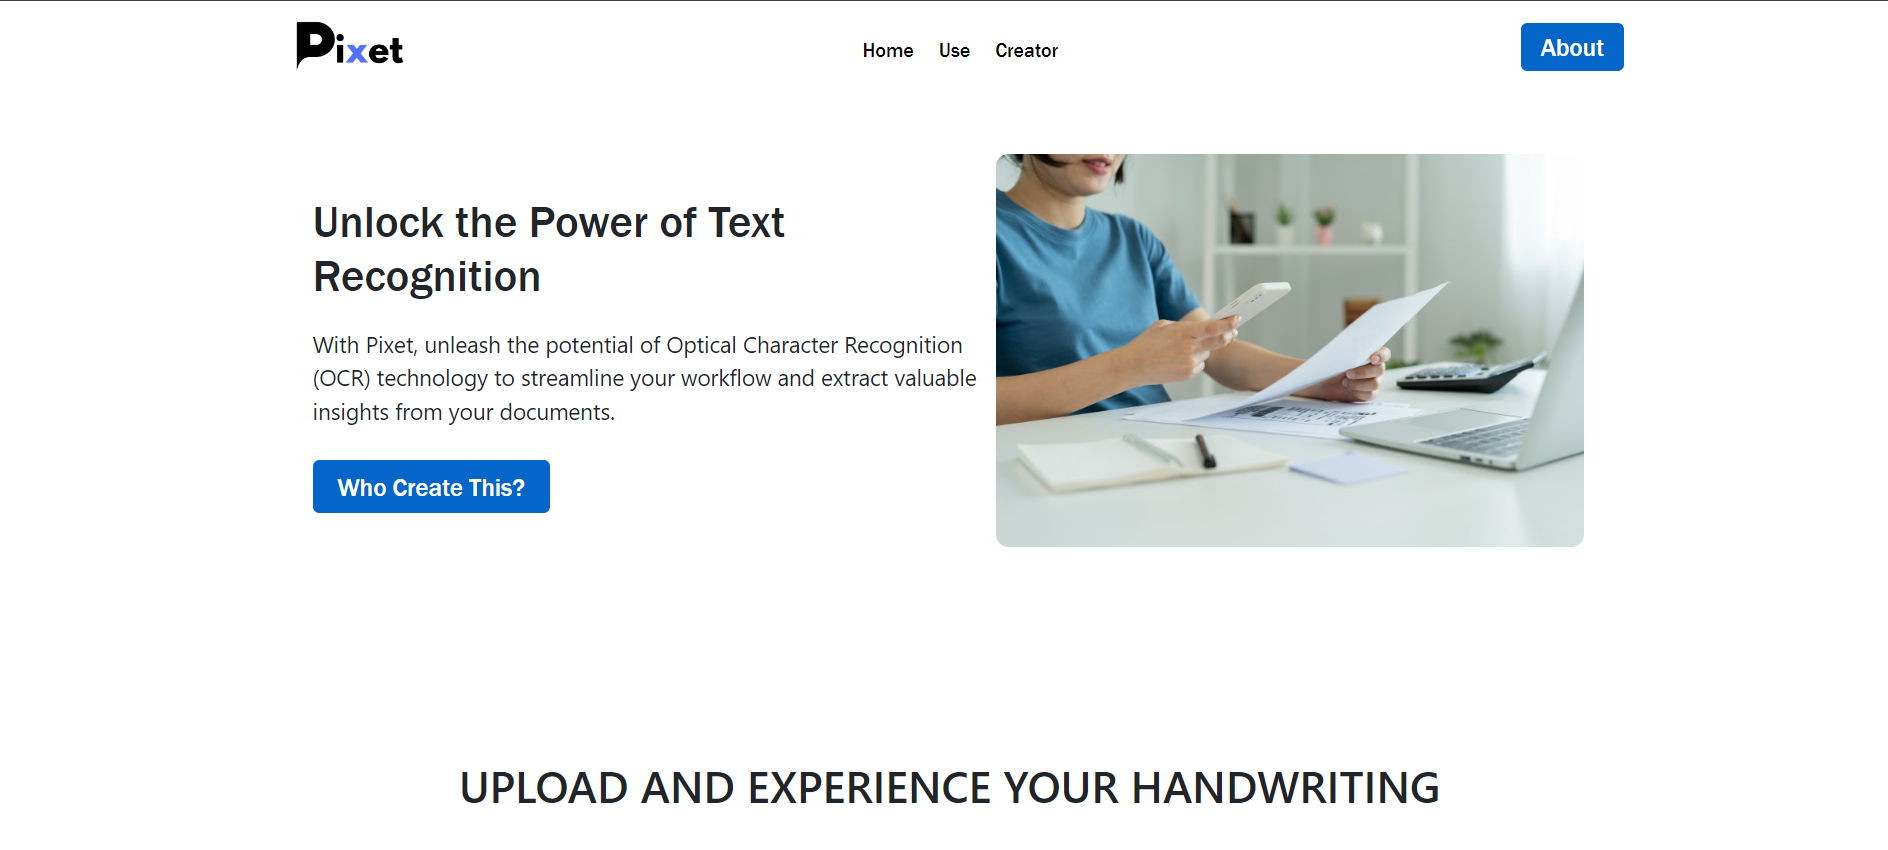 Pixet
Home Use Creator
About
Unlock the Power of Text
Recognition
With Pixet, unleash the potential of Optical Character Recognition
(OCR) technology to streamline your workflow and extract valuable
insights from your documents.
Who Create This?
UPLOAD AND EXPERIENCE YOUR HANDWRITING